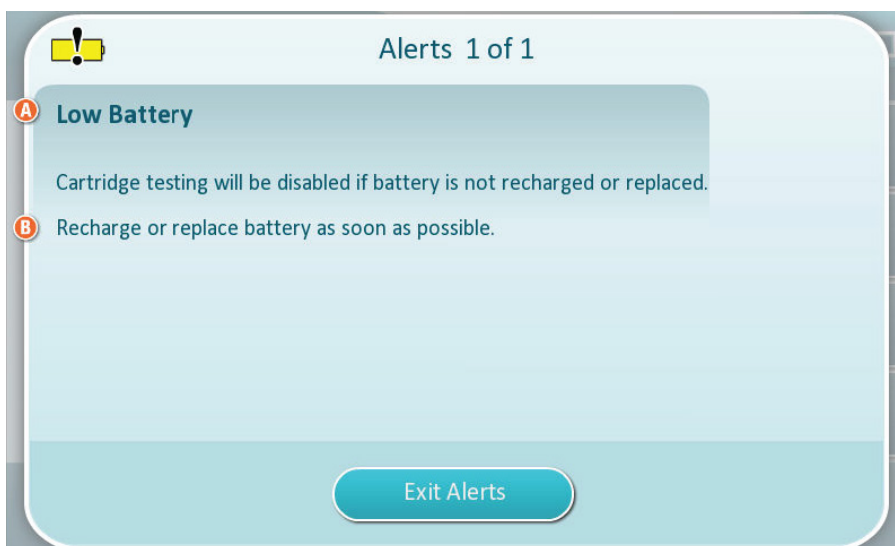 Alerts 1 of 1
A
Low Battery
Cartridge testing will be disabled if battery is not recharged or replaced.
B
Recharge or replace battery as soon as possible.
Exit Alerts